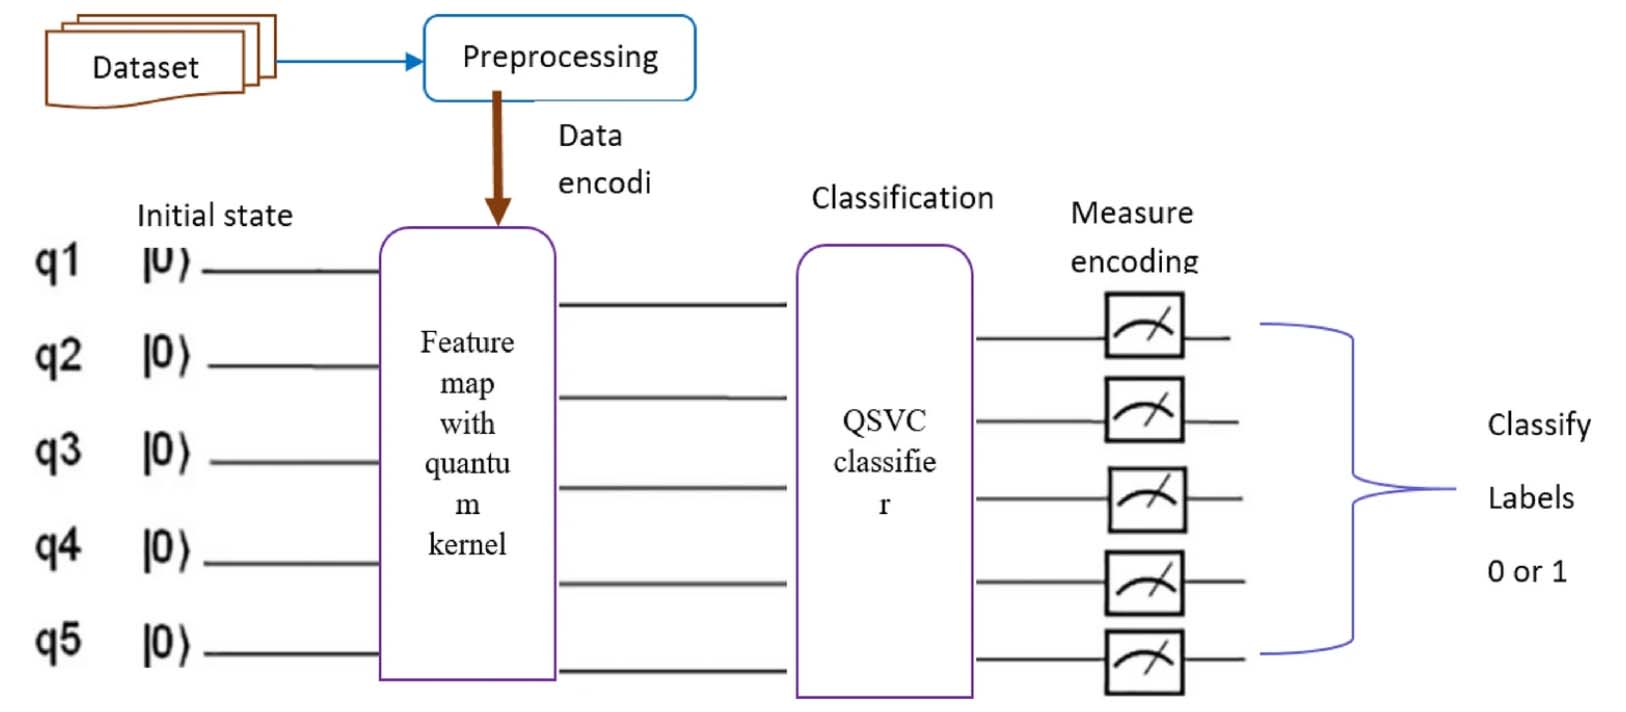 Dataset
Preprocessing
Data
encodi
Initial state
Classification
Measure
encoding
q1 |0⟩
q2 |0⟩
q3 |0⟩
q4 |0⟩
q5 |0⟩
Feature
map
with
quantu
m
kernel
QSVC
classifie
r
Classify
Labels
0 or 1